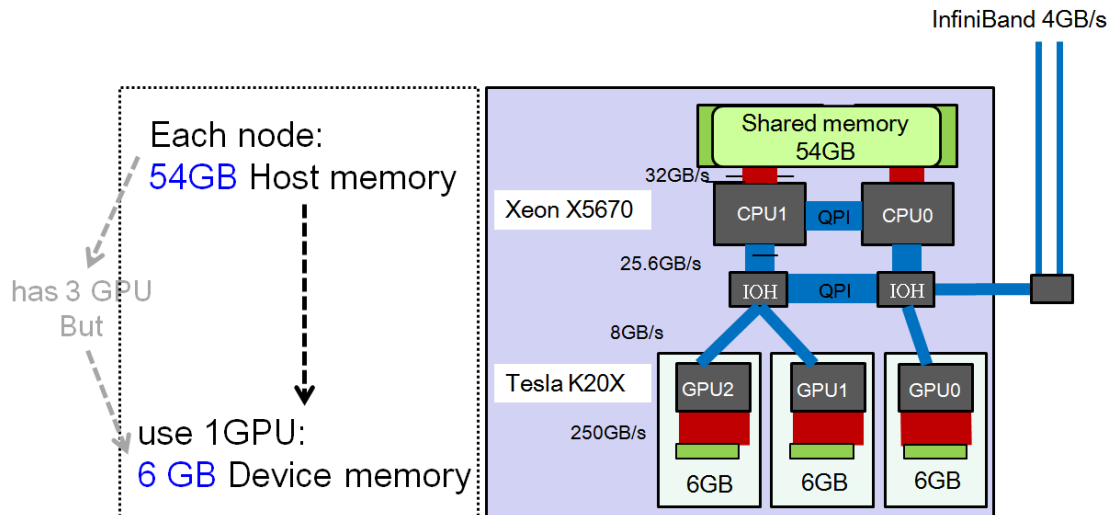 InfiniBand 4GB/s
Each node:
54GB Host memory
has 3 GPU
But
use 1GPU:
6 GB Device memory
Shared memory
54GB
32GB/s
Xeon X5670
CPU1
QPI
CPU0
25.6GB/s
IOH
QPI
IOH
8GB/s
Tesla K20X
GPU2
GPU1
GPU0
250GB/s
6GB
6GB
6GB